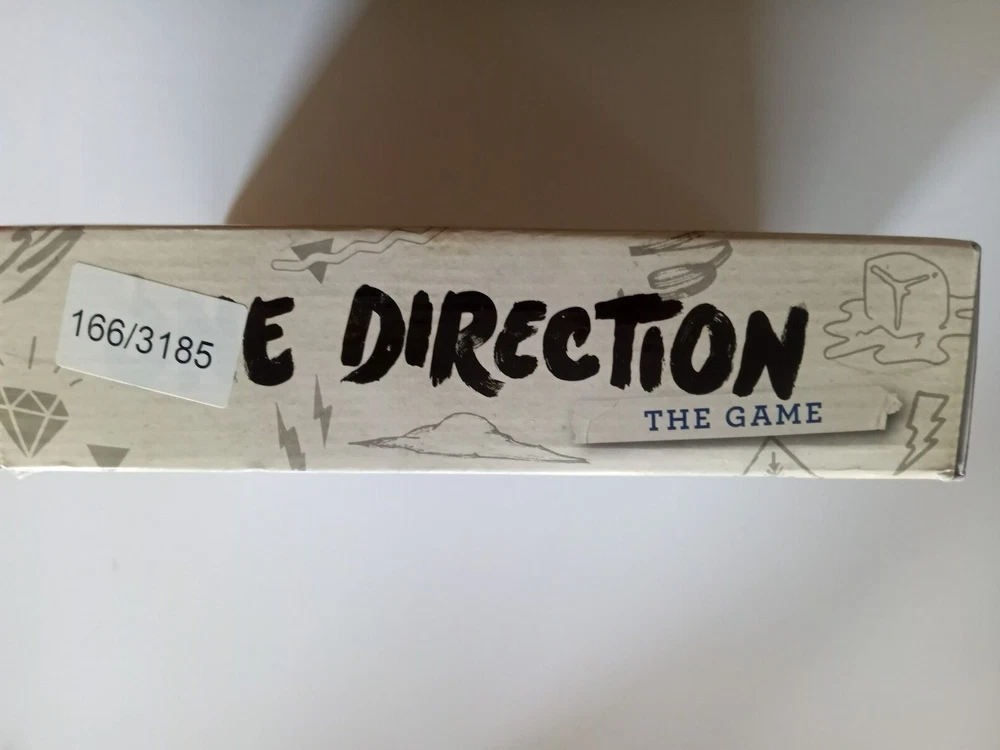 166/3185
E DIRECTION
THE GAME